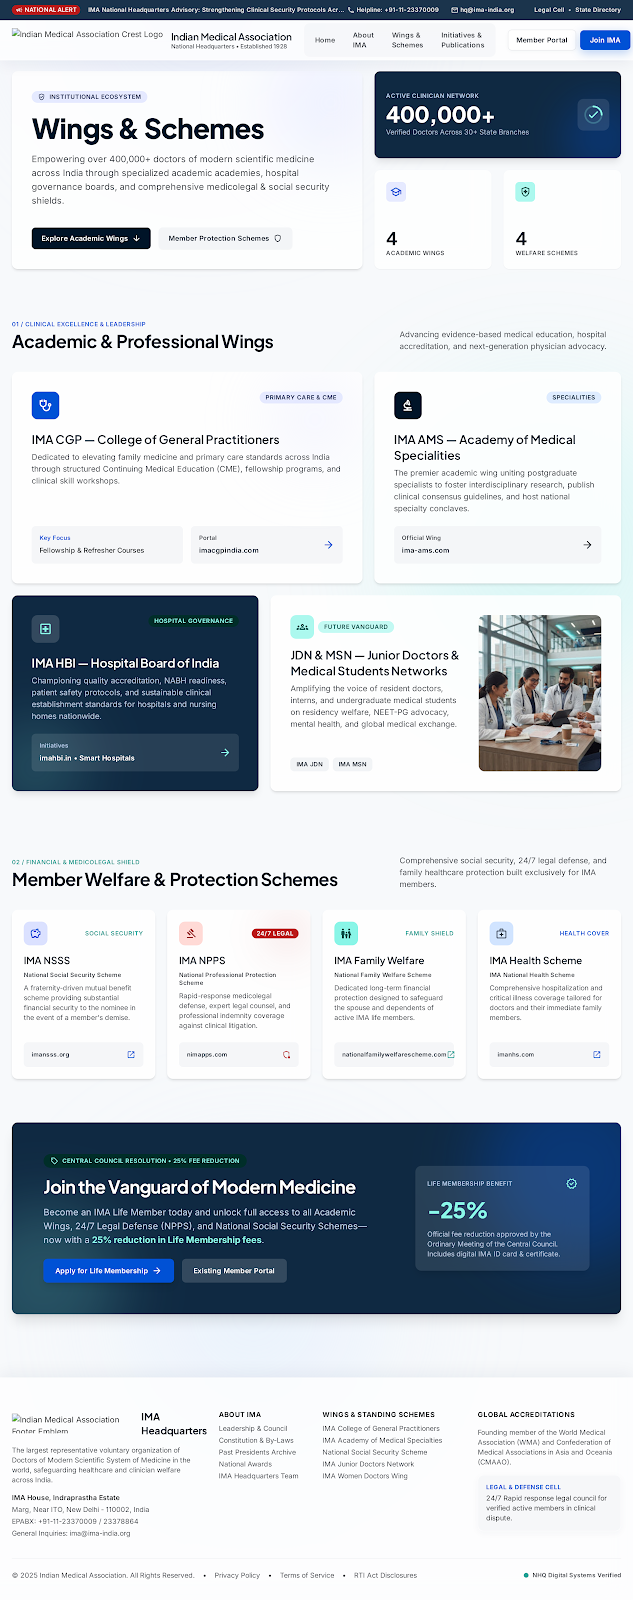 NATIONAL ALERT
IMA National Headquarters Advisory: Strengthening Clinical Security Protocols Acr...
Helpline: +91-11-23370009
hq@ima-india.org
Legal Cell • State Directory
Indian Medical Association Crest Logo
Indian Medical Association
National Headquarters • Established 1928
Home
About IMA
Wings & Schemes
Initiatives & Publications
Member Portal
Join IMA
INSTITUTIONAL ECOSYSTEM
Wings & Schemes
Empowering over 400,000+ doctors of modern scientific medicine
across India through specialized academic academies, hospital
governance boards, and comprehensive medicolegal & social security
shields.
Explore Academic Wings
Member Protection Schemes
ACTIVE CLINICIAN NETWORK
400,000+
Verified Doctors Across 30+ State Branches
4
ACADEMIC WINGS
4
WELFARE SCHEMES
01 / CLINICAL EXCELLENCE & LEADERSHIP
Academic & Professional Wings
Advancing evidence-based medical education, hospital
accreditation, and next-generation physician advocacy.
PRIMARY CARE & CME
IMA CGP — College of General Practitioners
Dedicated to elevating family medicine and primary care standards across India
through structured Continuing Medical Education (CME), fellowship programs, and
clinical skill workshops.
Key Focus
Fellowship & Refresher Courses
Portal
imacgpindia.com
SPECIALITIES
IMA AMS — Academy of Medical
Specialities
The premier academic wing uniting postgraduate
specialists to foster interdisciplinary research, publish
clinical consensus guidelines, and host national
specialty conclaves.
Official Wing
ima-ams.com
HOSPITAL GOVERNANCE
IMA HBI — Hospital Board of India
Championing quality accreditation, NABH readiness,
patient safety protocols, and sustainable clinical
establishment standards for hospitals and nursing
homes nationwide.
Initiatives
imahbi.in • Smart Hospitals
FUTURE VANGUARD
JDN & MSN — Junior Doctors &
Medical Students Networks
Amplifying the voice of resident doctors,
interns, and undergraduate medical students
on residency welfare, NEET-PG advocacy,
mental health, and global medical exchange.
IMA JDN
IMA MSN
02 / FINANCIAL & MEDICOLEGAL SHIELD
Member Welfare & Protection Schemes
Comprehensive social security, 24/7 legal defense, and
family healthcare protection built exclusively for IMA
members.
SOCIAL SECURITY
IMA NSSS
National Social Security Scheme
A fraternity-driven mutual benefit
scheme providing substantial
financial security to the nominee in
the event of a member's demise.
imansss.org
24/7 LEGAL
IMA NPPS
National Professional Protection
Scheme
Rapid-response medicolegal
defense, expert legal counsel, and
professional indemnity coverage
against clinical litigation.
nimapps.com
FAMILY SHIELD
IMA Family Welfare
National Family Welfare Scheme
Dedicated long-term financial
protection designed to safeguard
the spouse and dependents of
active IMA life members.
nationalfamilywelfarescheme.com
HEALTH COVER
IMA Health Scheme
IMA National Health Scheme
Comprehensive hospitalization and
critical illness coverage tailored for
doctors and their immediate family
members.
imanhs.com
CENTRAL COUNCIL RESOLUTION • 25% FEE REDUCTION
Join the Vanguard of Modern Medicine
Become an IMA Life Member today and unlock full access to all Academic
Wings, 24/7 Legal Defense (NPPS), and National Social Security Schemes—
now with a 25% reduction in Life Membership fees.
Apply for Life Membership
Existing Member Portal
LIFE MEMBERSHIP BENEFIT
-25%
Official fee reduction approved by the
Ordinary Meeting of the Central Council.
Includes digital IMA ID card & certificate.
Indian Medical Association
Footer Emblem
IMA
Headquarters
The largest representative voluntary organization of
Doctors of Modern Scientific System of Medicine in the
world, safeguarding healthcare and clinician welfare
across India.
IMA House, Indraprastha Estate
Marg, Near ITO, New Delhi - 110002, India
EPABX: +91-11-23370009 / 23378864
General Inquiries: ima@ima-india.org
ABOUT IMA
Leadership & Council
Constitution & By-Laws
Past Presidents Archive
National Awards
IMA Headquarters Team
WINGS & STANDING SCHEMES
IMA College of General Practitioners
IMA Academy of Medical Specialties
National Social Security Scheme
IMA Junior Doctors Network
IMA Women Doctors Wing
GLOBAL ACCREDITATIONS
Founding member of the World Medical
Association (WMA) and Confederation of
Medical Associations in Asia and Oceania
(CMAAO).
LEGAL & DEFENSE CELL
24/7 Rapid response legal council for
verified active members in clinical
dispute.
© 2025 Indian Medical Association. All Rights Reserved. • Privacy Policy • Terms of Service • RTI Act Disclosures
NHQ Digital Systems Verified